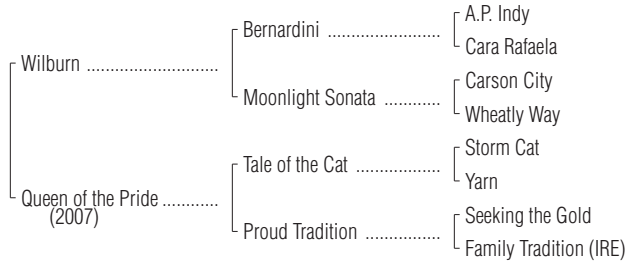 A.P. Indy
Bernardini ........................
Cara Rafaela
Wilburn ............................
Carson City
Moonlight Sonata ............
Wheatly Way
Storm Cat
Tale of the Cat ..................
Yarn
Queen of the Pride ............
(2007)
Seeking the Gold
Proud Tradition ................
Family Tradition (IRE)